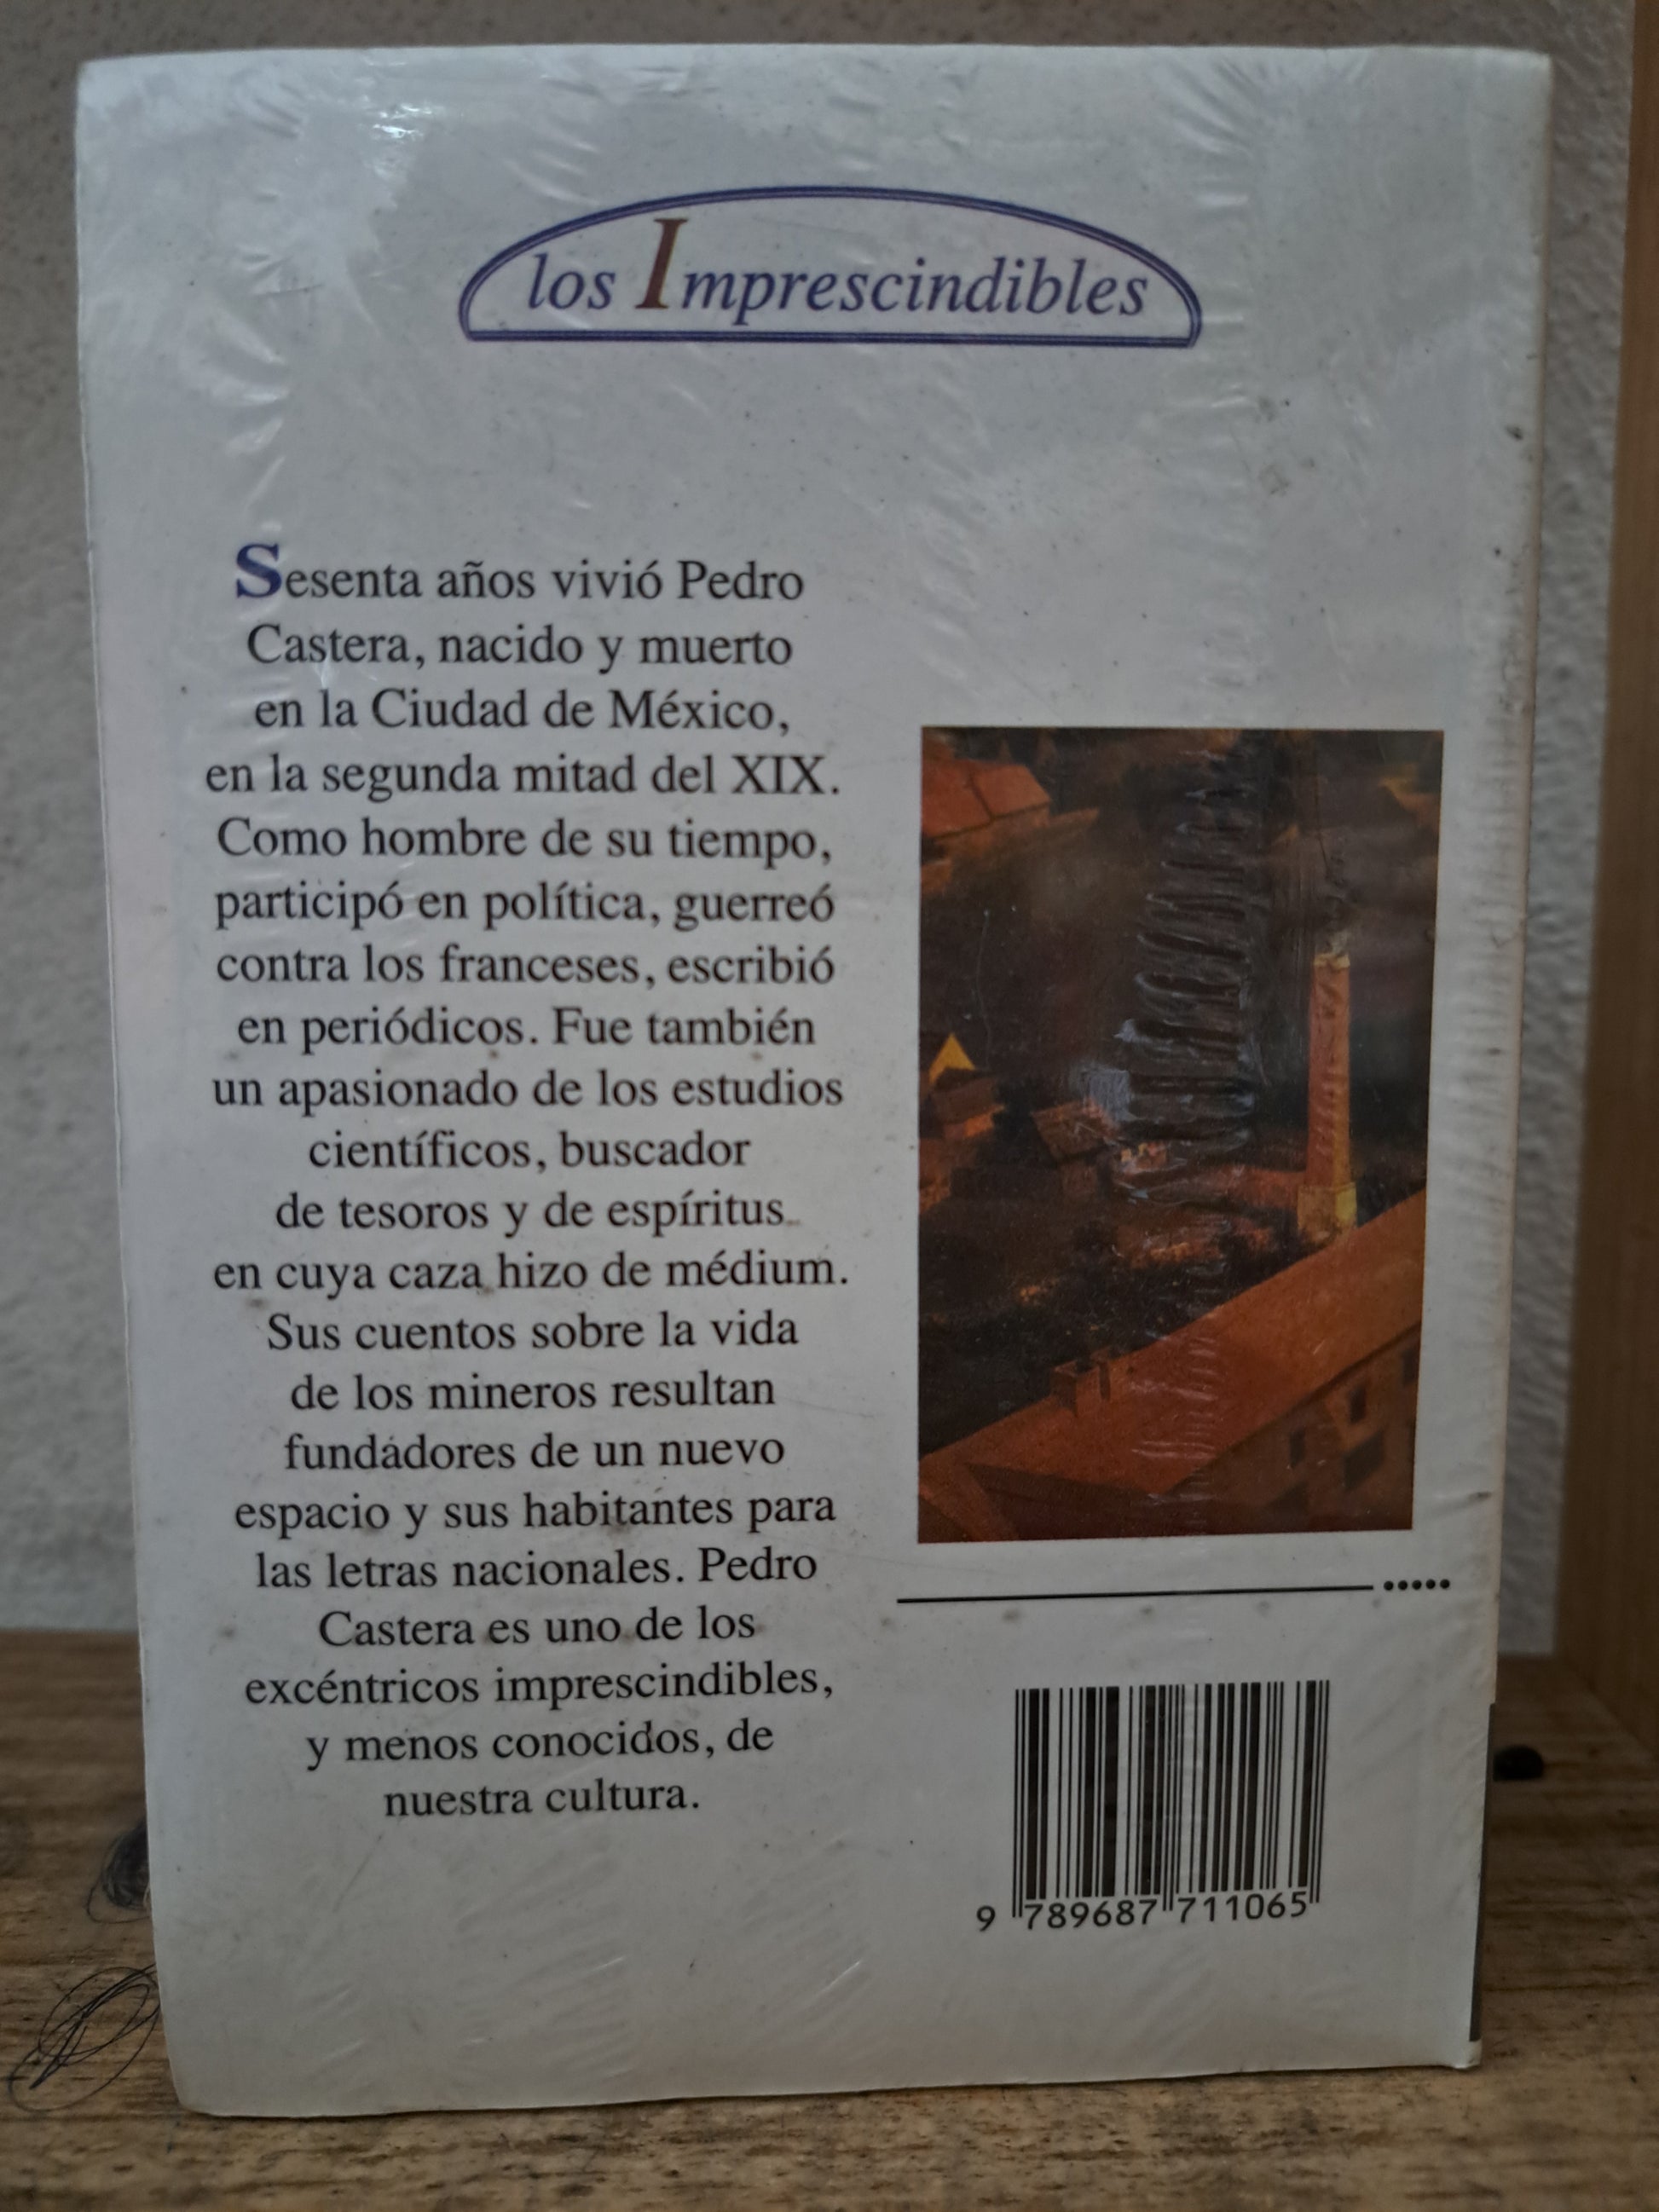 los Imprescindibles
Sesenta años vivió Pedro
Castera, nacido y muerto
en la Ciudad de México,
en la segunda mitad del XIX.
Como hombre de su tiempo,
participó en política, guerreó
contra los franceses, escribió
en periódicos. Fue también
un apasionado de los estudios
científicos, buscador
de tesoros y de espíritus
en cuya caza hizo de médium.
Sus cuentos sobre la vida
de los mineros resultan
fundadores de un nuevo
espacio y sus habitantes para
las letras nacionales. Pedro
Castera es uno de los
excéntricos imprescindibles,
y menos conocidos, de
nuestra cultura.
9 789687 711065